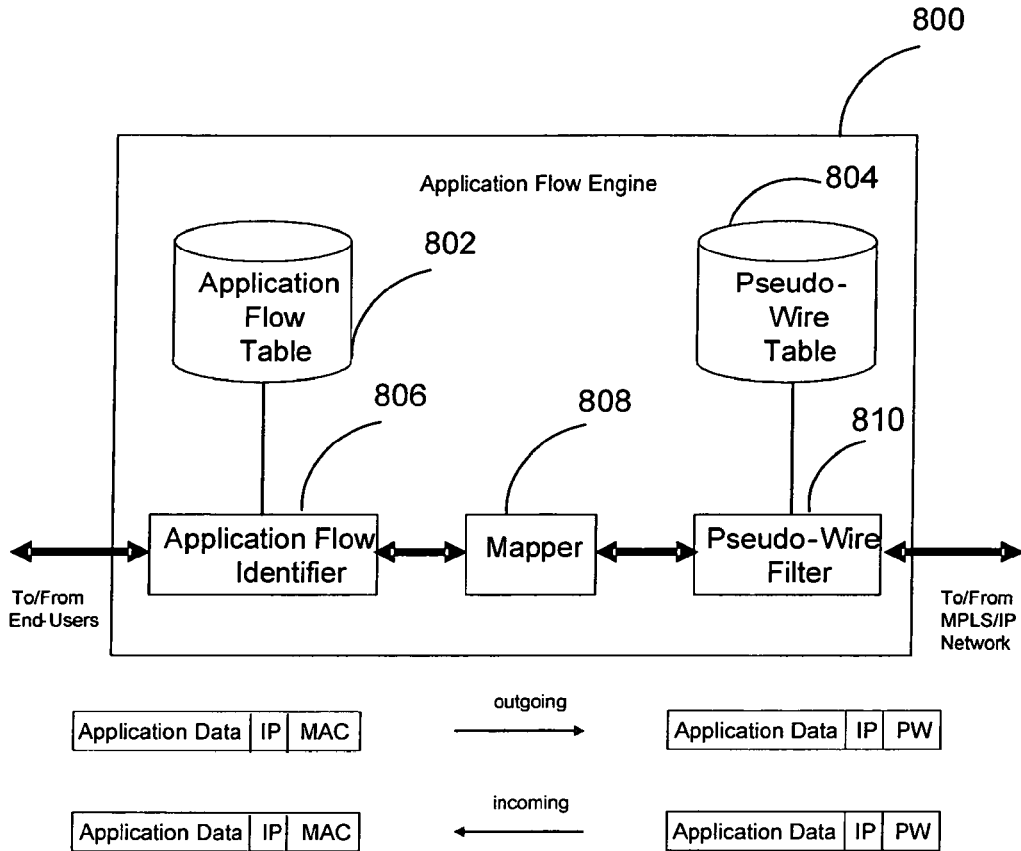 800
Application Flow Engine
804
802
Application
Flow
Table
Pseudo-
Wire
Table
806
808
810
Application Flow
Identifier
Mapper
Pseudo-Wire
Filter
To/From
End-Users
To/From
MPLS/IP
Network
outgoing
Application Data IP MAC
Application Data IP PW
incoming
Application Data IP MAC
Application Data IP PW